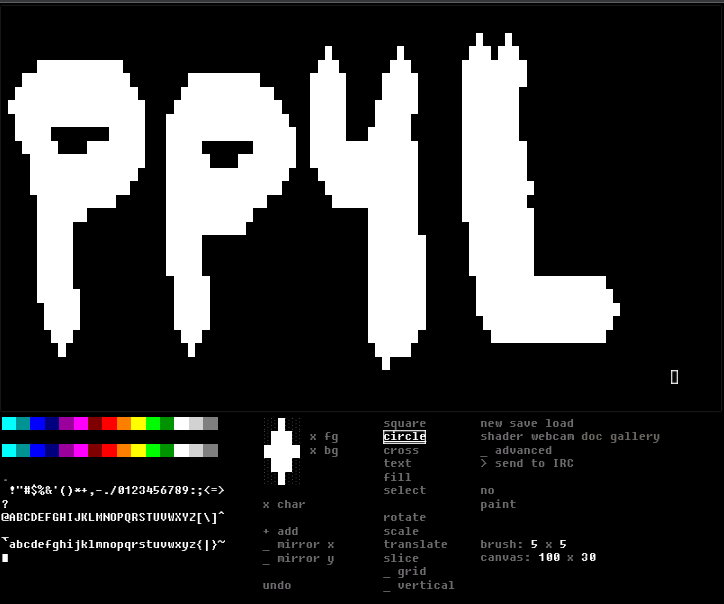 PPYL
x fg
x bg
x char
+ add
_ mirror x
_ mirror y
undo
square
circle
cross
text
fill
select
rotate
scale
translate
slice
_ grid
_ vertical
new save load
shader webcam doc gallery
_ advanced
> send to IRC
no
paint
brush: 5 x 5
canvas: 100 x 30
!"#$%&'()*+,-./0123456789:;<=>
?
@ABCDEFGHIJKLMNOPQRSTUVWXYZ[\]^
`abcdefghijklmnopqrstuvwxyz{|}~